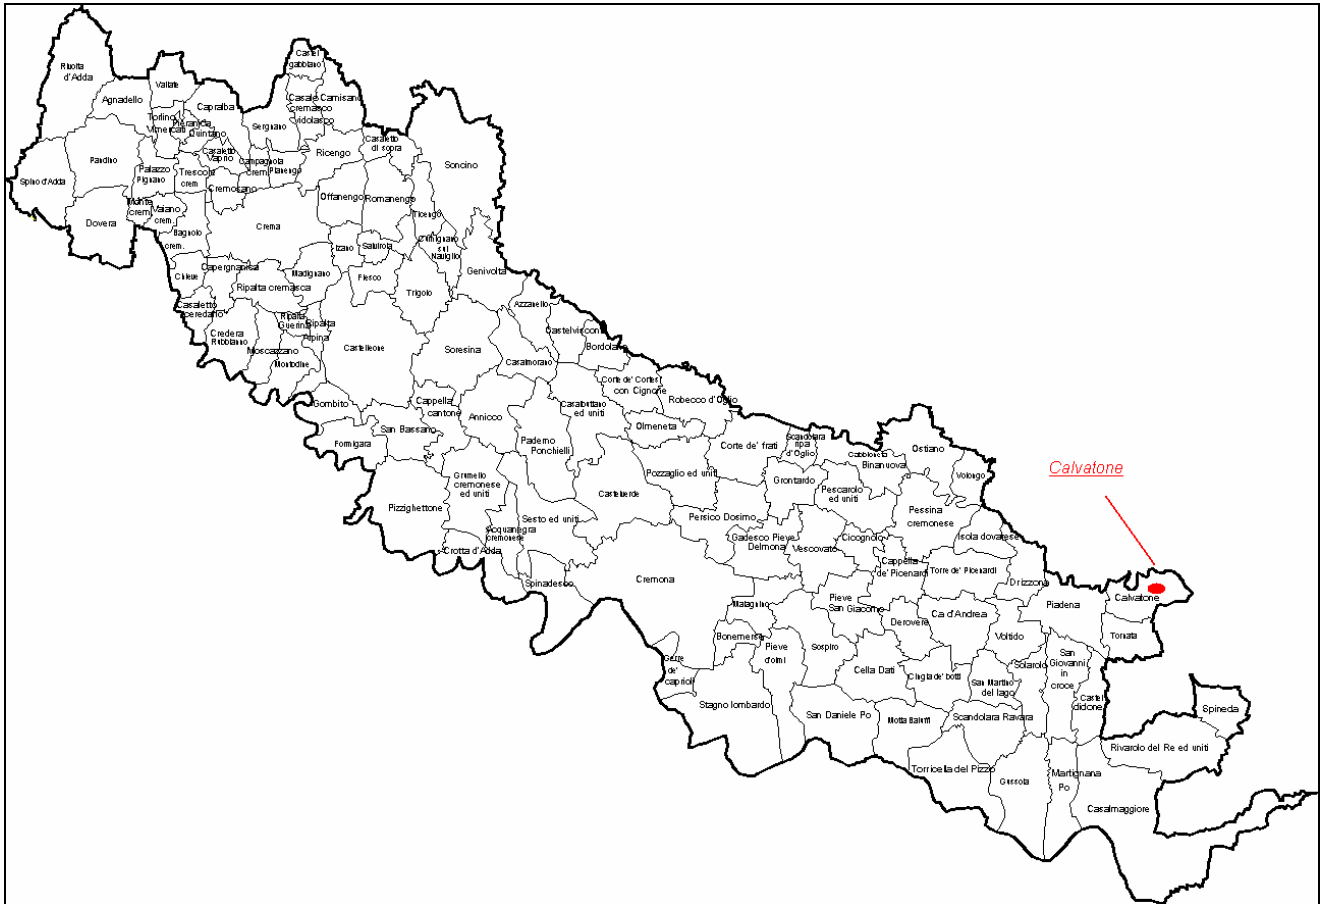 Castel
gabbiano
Rivolta
d'Adda
Vailate
Agnadello
Capralba
Casale
cremasco
vidolasco
Camisano
Torlino
Vimercati
Pieranica
Quintano
Sergnano
Casaletto
di sopra
Ricengo
Soncino
Pandino
Casaletto
Vaprio
Campagnola
crem.
Pianengo
Palazzo
Pignano
Trescore
crem.
Spino d'Adda
Cremosano
Offanengo
Romanengo
Monte
crem.
Vaiano
crem.
Ticengo
Dovera
Crema
Bagnolo
crem.
Izano
Salvirola
Cumignano
sul
Naviglio
Chieve
Capergnanica
Madignano
Fiesco
Genivolta
Ripalta cremasca
Trigolo
Casaletto
ceredano
Azzanello
Ripalta
Guerina
Ripalta
Arpina
Credera
Rubbiano
Castelvisconti
Moscazzano
Castelleone
Soresina
Bordolano
Montodine
Casalmorano
Corte de' Cortesi
con Cignone
Gombito
Cappella
cantone
Casalbuttano
ed uniti
Robecco d'Oglio
Annicco
Formigara
San Bassano
Olmeneta
Paderno
Ponchielli
Corte de' frati
Scandolara
ripa
d'Oglio
Ostiano
Gabbioneta
Binanuova
Calvatone
Grumello
cremonese
ed uniti
Pozzaglio ed uniti
Volongo
Grontardo
Pescarolo
ed uniti
Castelverde
Pizzighettone
Pessina
cremonese
Sesto ed uniti
Persico Dosimo
Acquanegra
cremonese
Gadesco Pieve
Delmona
Vescovato
Cicognolo
Isola dovarese
Crotta d'Adda
Cappella
de' Picenardi
Torre de' Picenardi
Spinadesco
Cremona
Drizzona
Malagnino
Pieve
San Giacomo
Piadena
Calvatone
Derovere
Ca d'Andrea
Bonemerse
Voltido
Tornata
Pieve
d'olmi
Sospiro
San
Giovanni
in
croce
Gerre
de'
caprioli
Cella Dati
Cingia de' botti
Solarolo
San Martino
del lago
Stagno lombardo
Castel
didone
San Daniele Po
Motta Baluffi
Scandolara Ravara
Spineda
Rivarolo del Re ed uniti
Torricella del Pizzo
Gussola
Martignana
Po
Casalmaggiore